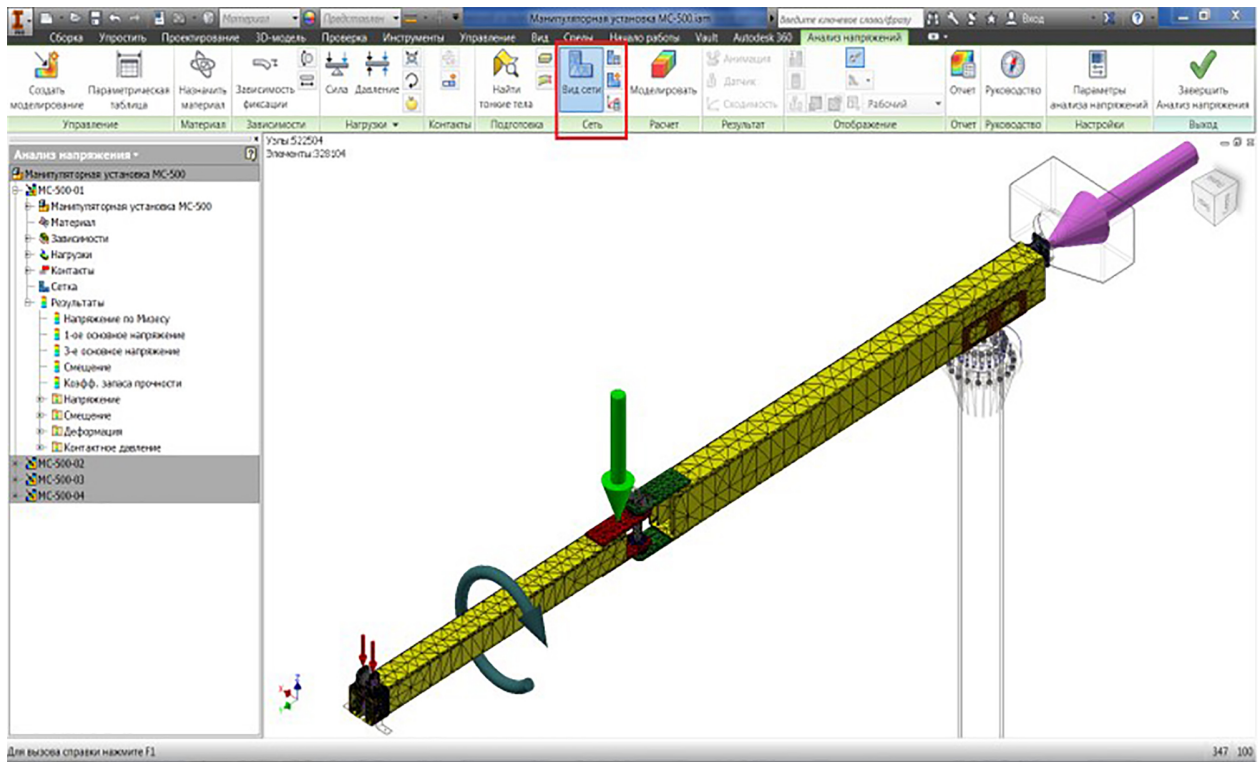 Материал
Представлен
Манипуляторная установка МС-500.iam
Введите ключевое слово/фразу
Вход
Сборка Упростить Проектирование 3D-модель Проверка Инструменты Управление Вид Среды Начало работы Vault Autodesk 360 Анализ напряжений
Создать моделирование
Параметрическая таблица
Назначить материал
Зависимость фиксации
Сила Давление
Найти тонкие тела
Вид сети
Моделировать
Анимация
Датчик
Сходимость
Рабочий
Отчет Руководство
Параметры анализа напряжений
Завершить Анализ напряжения
Управление Материал Зависимости Нагрузки Контакты Подготовка Сеть Расчет Результат Отображение Отчет Руководство Настройки Выход
Узлы:522504
Элементы:328104
Анализ напряжения
Манипуляторная установка МС-500
МС-500-01
Манипуляторная установка МС-500
Материал
Зависимости
Нагрузки
Контакты
Сетка
Результаты
Напряжение по Мизесу
1-ое основное напряжение
3-е основное напряжение
Смещение
Коэфф. запаса прочности
Напряжение
Смещение
Деформация
Контактное давление
МС-500-02
МС-500-03
МС-500-04
Для вызова справки нажмите F1
347 100